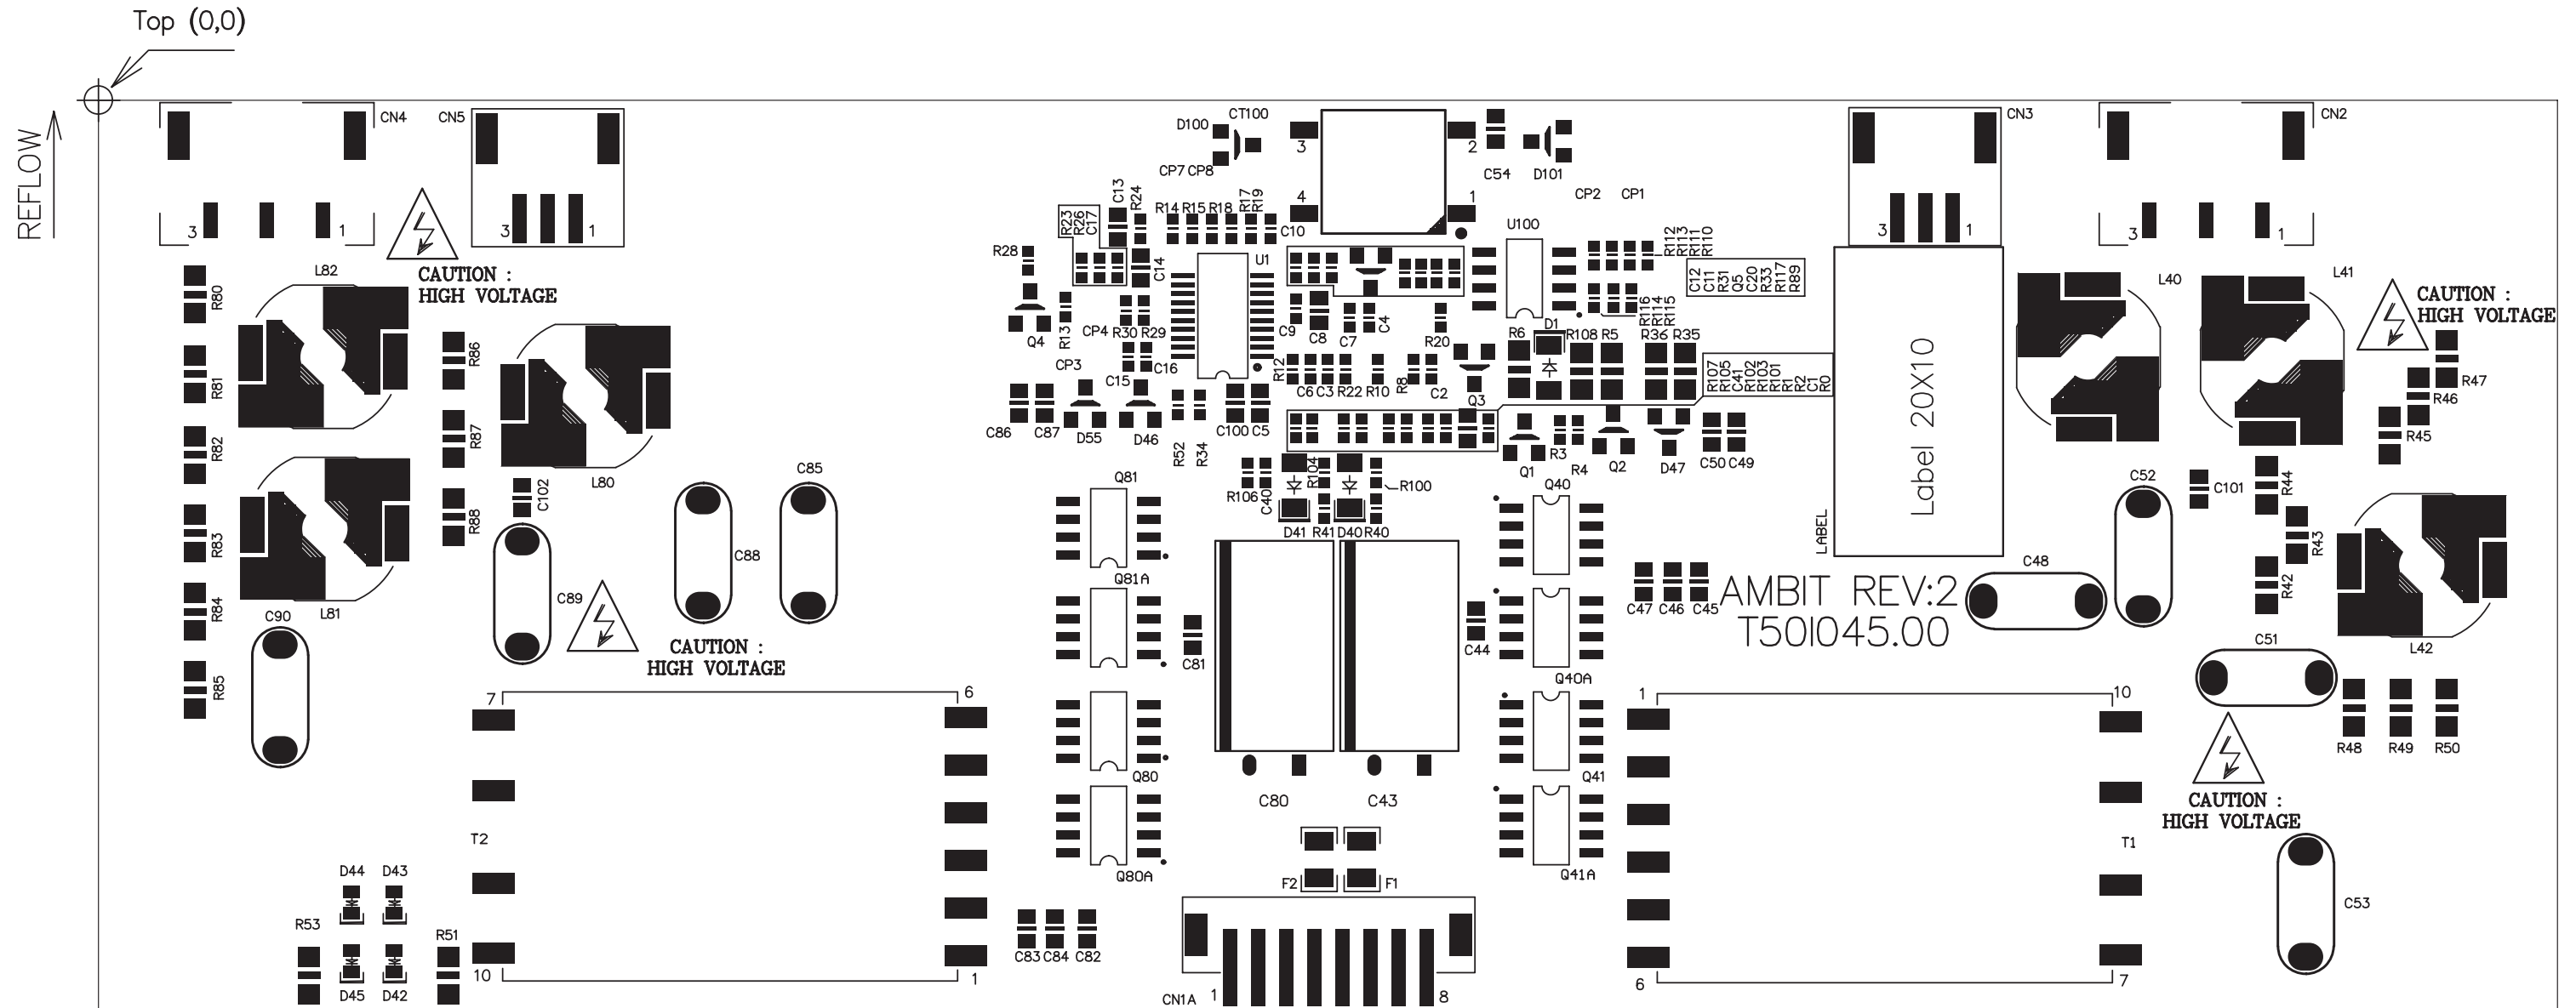 Top (0,0)
REFLOW
CN4
CN5
D100
CT100
3
2
C54
D101
CN3
CN2
CP7 CP8
4
1
CP2
CP1
3
1
3
1
3
1
3
1
R23
R26
C17
C13
R24
R14
R15
R18
R17
R19
C10
U100
R112
R113
R111
R110
CAUTION :
HIGH VOLTAGE
L82
R80
R28
C14
U1
C12
C11
R31
Q5
C20
R33
R117
R89
L40
L41
CAUTION :
HIGH VOLTAGE
Q4
R13
CP4
R30
R29
C9
C8
C7
C4
R20
R6
D1
R108
R5
R116
R114
R115
R36
R35
R81
R86
CP3
C15
C16
R12
C6
C3
R22
R10
R8
C2
Q3
R107
R105
C41
R102
R103
R101
R1
R2
C1
R0
Label 20X10
LABEL
R47
R46
R45
C86
C87
D55
D46
R52
R34
C100
C5
Q1
R3
R4
Q2
D47
C50
C49
R82
R87
L80
C102
C85
C88
Q81
R106
C40
R104
R100
D41
R41
D40
R40
Q40
C52
C101
R44
R43
R42
R83
R88
L81
C90
C89
R84
R85
CAUTION :
HIGH VOLTAGE
Q81A
C81
C44
C47
C46
C45
AMBIT REV:2
T50I045.00
C48
C51
L42
Q40A
7
6
1
10
Q80
Q41
C80
C43
R48
R49
R50
CAUTION :
HIGH VOLTAGE
T2
T1
D44
D43
Q80A
F2
F1
Q41A
C53
R53
R51
D45
D42
10
1
C83
C84
C82
CN1A
1
8
6
7